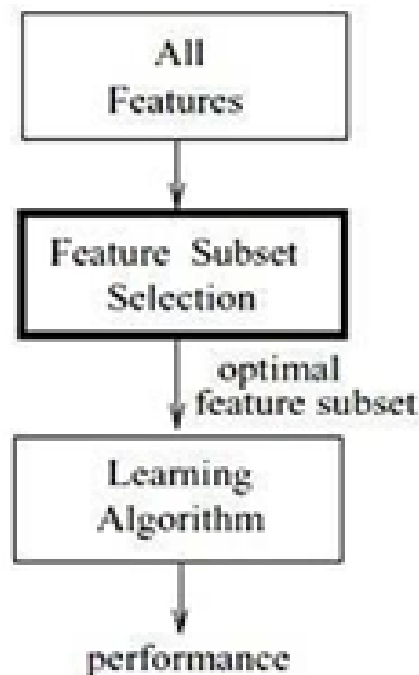 All
Features
Feature Subset
Selection
optimal
feature subset
Learning
Algorithm
performance